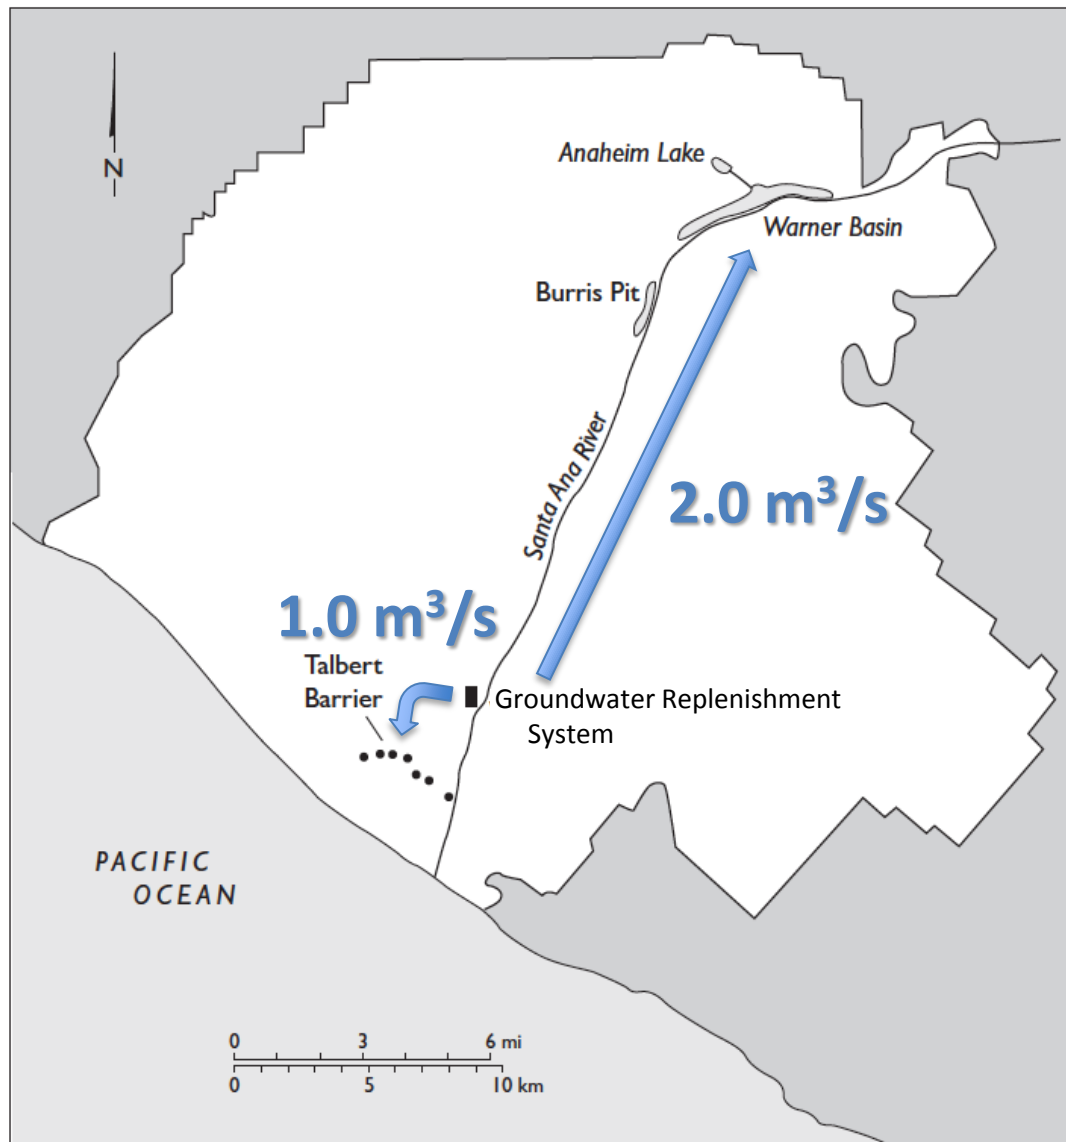 N
Anaheim Lake
Warner Basin
Burris Pit
Santa Ana River
2.0 m³/s
1.0 m³/s
Talbert
Barrier
Groundwater Replenishment
System
PACIFIC
OCEAN
0 3 6 mi
0 5 10 km